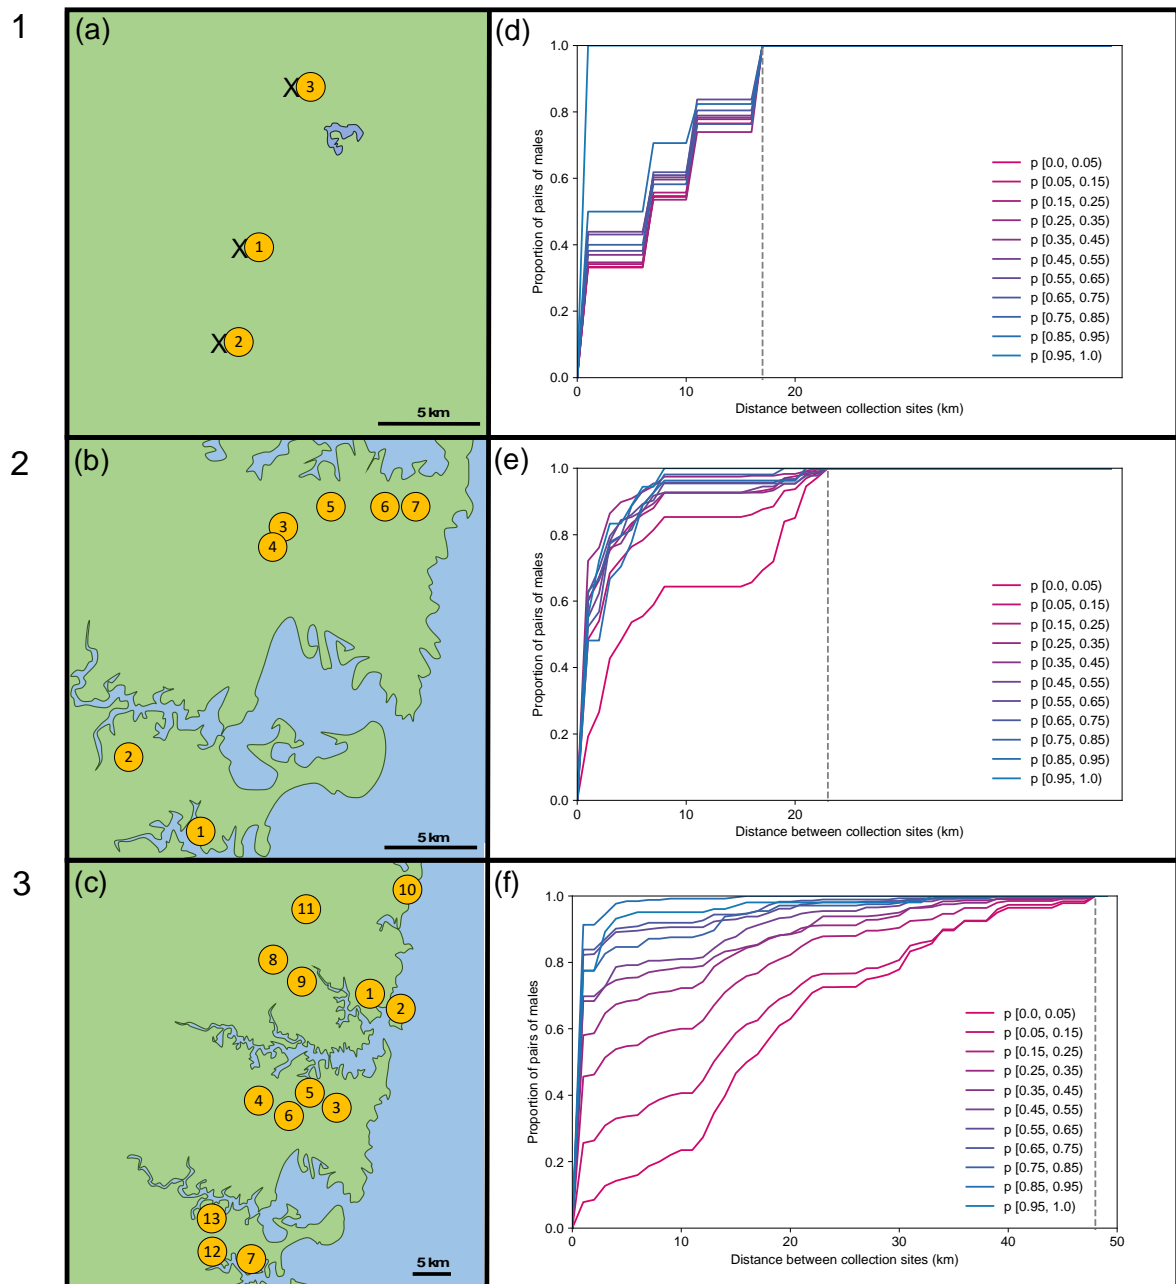 1
(a)
X 3
X 1
X 2
5 km
(d)
Proportion of pairs of males
1.0
0.8
0.6
0.4
0.2
0.0
0
10
20
Distance between collection sites (km)
p [0.0, 0.05)
p [0.05, 0.15)
p [0.15, 0.25)
p [0.25, 0.35)
p [0.35, 0.45)
p [0.45, 0.55)
p [0.55, 0.65)
p [0.65, 0.75)
p [0.75, 0.85)
p [0.85, 0.95)
p [0.95, 1.0)
2
(b)
5
6
7
3
4
2
1
5 km
(e)
Proportion of pairs of males
1.0
0.8
0.6
0.4
0.2
0.0
0
10
20
Distance between collection sites (km)
p [0.0, 0.05)
p [0.05, 0.15)
p [0.15, 0.25)
p [0.25, 0.35)
p [0.35, 0.45)
p [0.45, 0.55)
p [0.55, 0.65)
p [0.65, 0.75)
p [0.75, 0.85)
p [0.85, 0.95)
p [0.95, 1.0)
3
(c)
10
11
8
9
1
2
5
4
3
6
13
12
7
5 km
(f)
Proportion of pairs of males
1.0
0.8
0.6
0.4
0.2
0.0
0
10
20
30
40
50
Distance between collection sites (km)
p [0.0, 0.05)
p [0.05, 0.15)
p [0.15, 0.25)
p [0.25, 0.35)
p [0.35, 0.45)
p [0.45, 0.55)
p [0.55, 0.65)
p [0.65, 0.75)
p [0.75, 0.85)
p [0.85, 0.95)
p [0.95, 1.0)